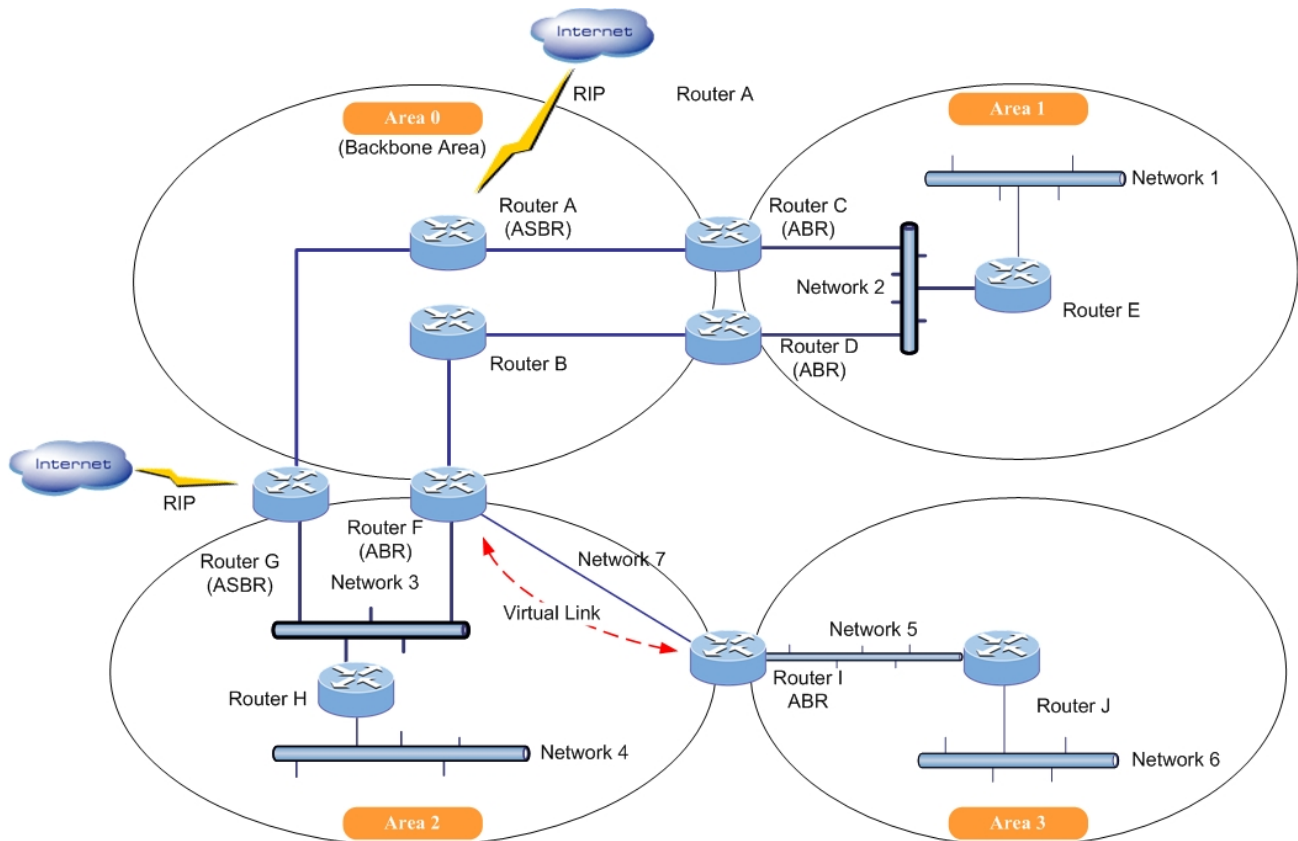 Internet
RIP
Router A
Area 0
(Backbone Area)
Area 1
Network 1
Router A
(ASBR)
Router C
(ABR)
Network 2
Router E
Router B
Router D
(ABR)
Internet
RIP
Router G
(ASBR)
Router F
(ABR)
Network 3
Network 7
Virtual Link
Network 5
Router I
ABR
Router H
Router J
Network 4
Network 6
Area 2
Area 3